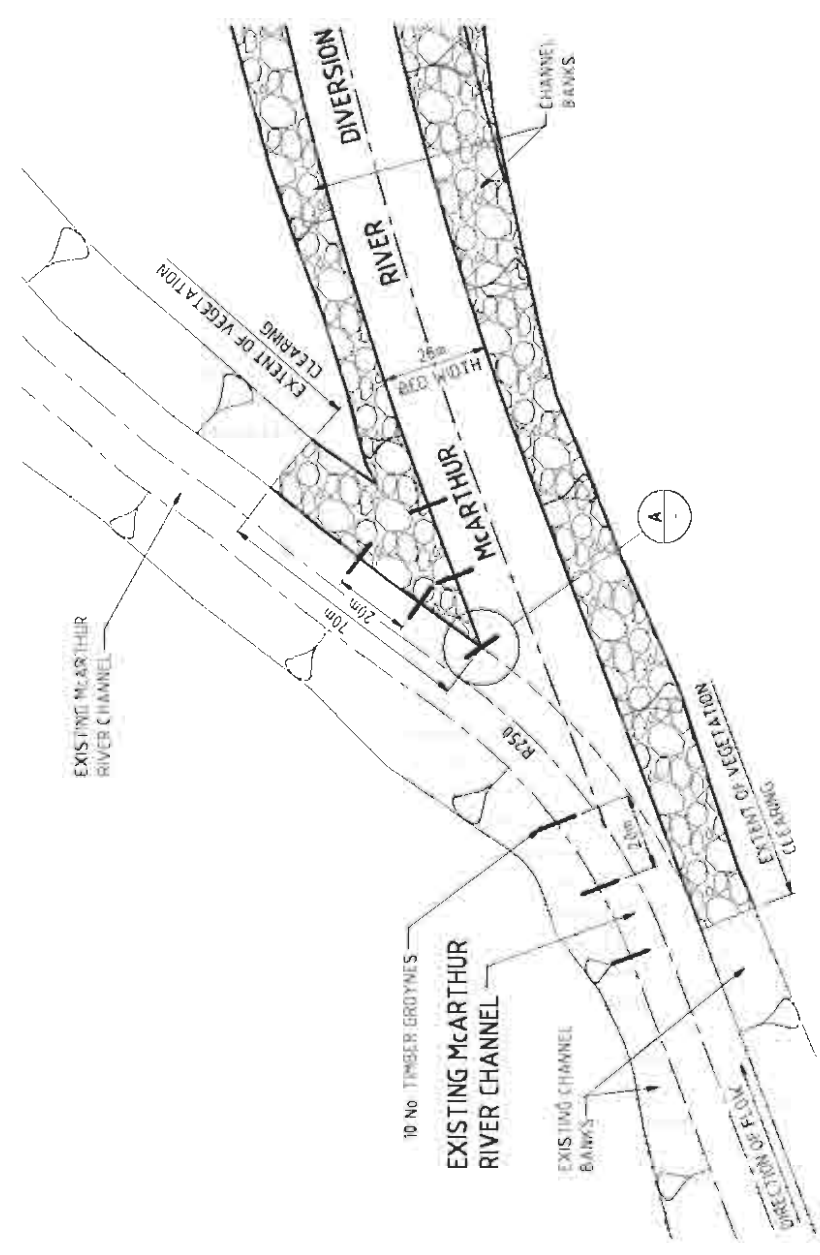 EXISTING McARTHUR
RIVER CHANNEL
EXTENT OF VEGETATION
CLEARING
McARTHUR RIVER DIVERSION
CHANNEL
BANKS
26m
BED WIDTH
20m
70m
R250
A
10 No TIMBER GROYNES
20m
EXISTING McARTHUR
RIVER CHANNEL
EXTENT OF VEGETATION
CLEARING
EXISTING CHANNEL
BANKS
DIRECTION OF FLOW